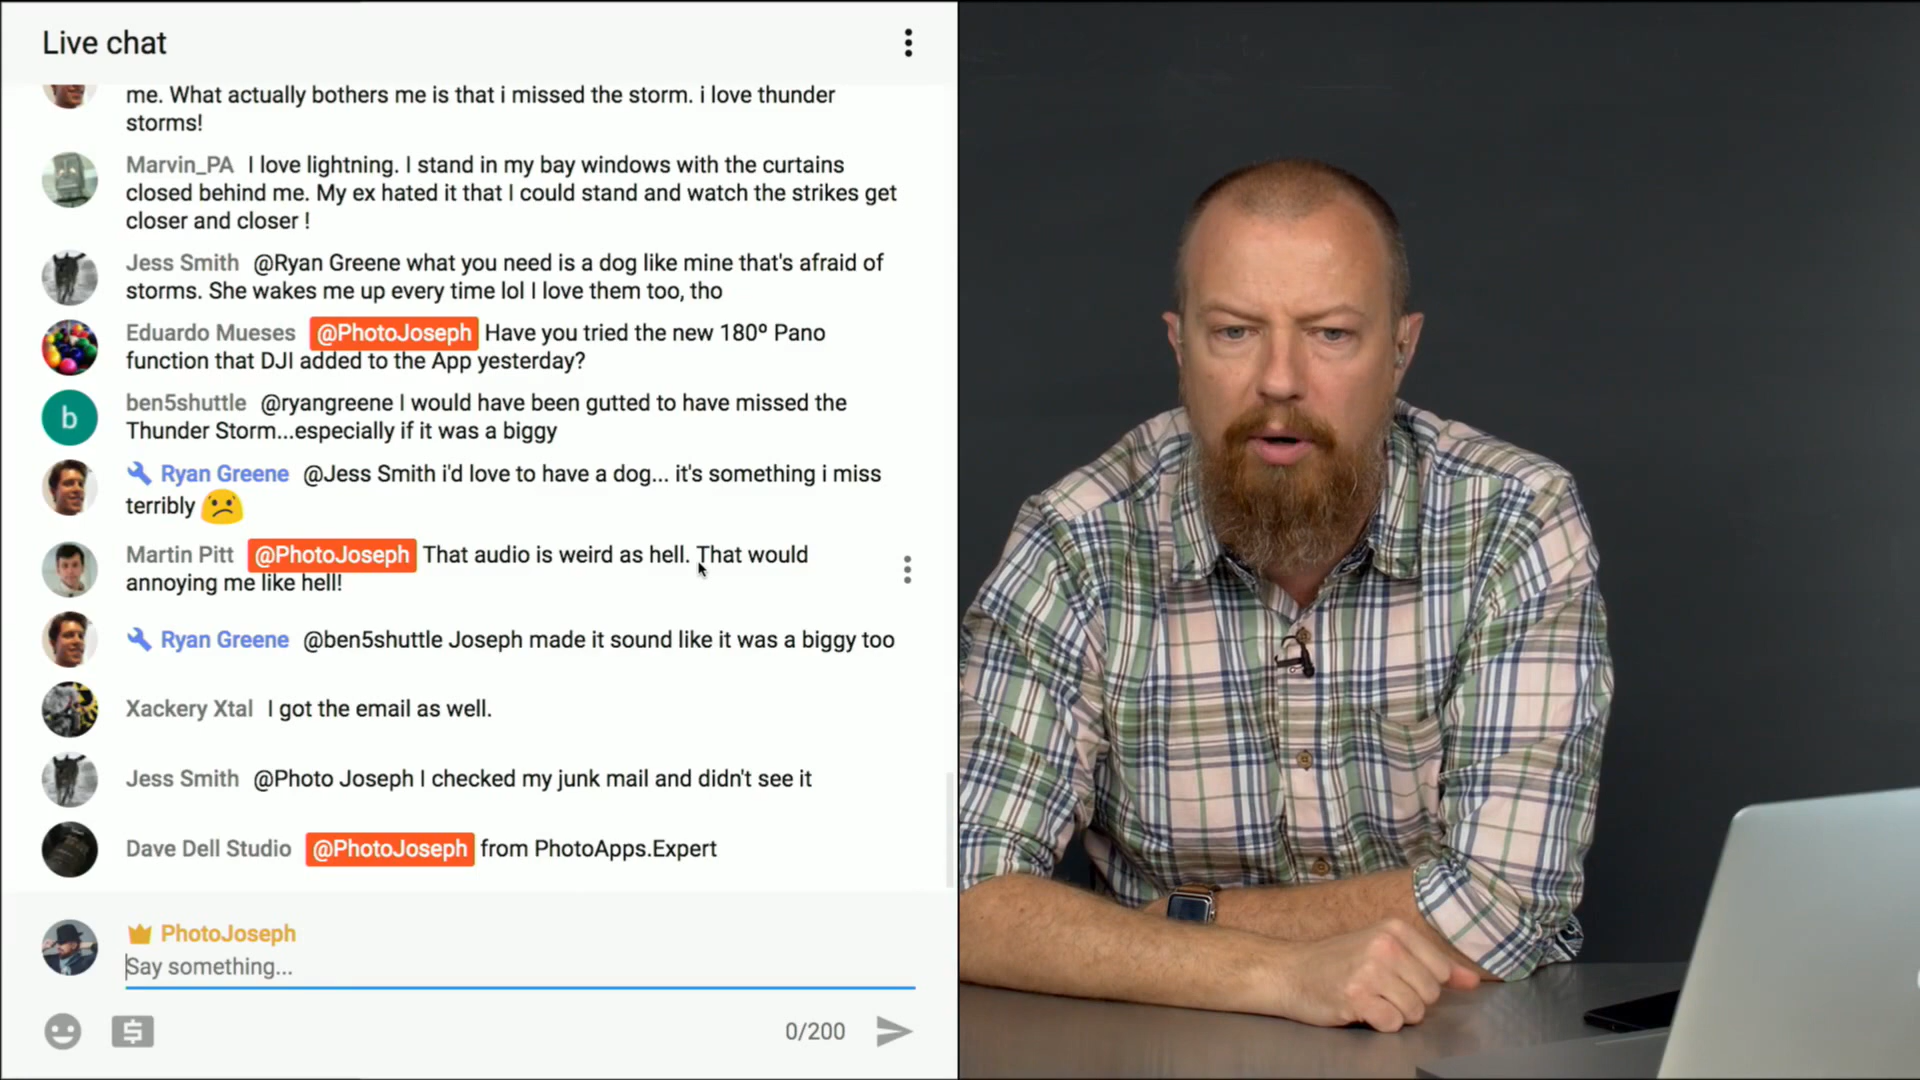 Live chat
me. What actually bothers me is that i missed the storm. i love thunder
storms!
Marvin_PA I love lightning. I stand in my bay windows with the curtains
closed behind me. My ex hated it that I could stand and watch the strikes get
closer and closer !
Jess Smith @Ryan Greene what you need is a dog like mine that's afraid of
storms. She wakes me up every time lol I love them too, tho
Eduardo Mueses @PhotoJoseph Have you tried the new 180º Pano
function that DJI added to the App yesterday?
b
ben5shuttle @ryangreene I would have been gutted to have missed the
Thunder Storm...especially if it was a biggy
Ryan Greene @Jess Smith i'd love to have a dog... it's something i miss
terribly
Martin Pitt @PhotoJoseph That audio is weird as hell. That would
annoying me like hell!
Ryan Greene @ben5shuttle Joseph made it sound like it was a biggy too
Xackery Xtal I got the email as well.
Jess Smith @Photo Joseph I checked my junk mail and didn't see it
Dave Dell Studio @PhotoJoseph from PhotoApps.Expert
PhotoJoseph
Say something...
0/200